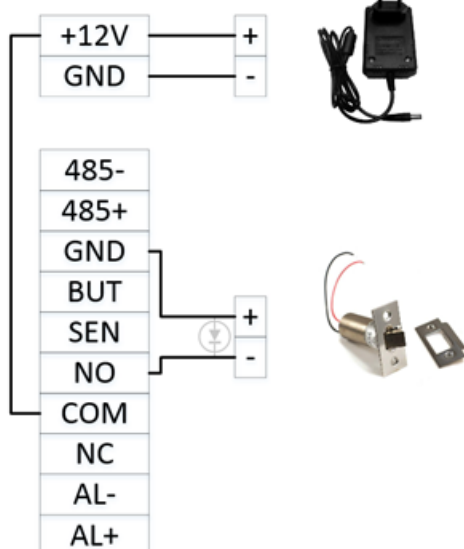 +12V +
GND -
485-
485+
GND
BUT
+
SEN
-
NO
COM
NC
AL-
AL+